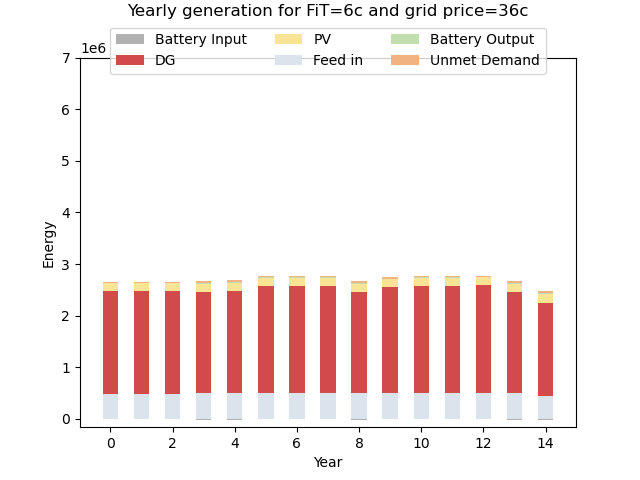 Yearly generation for FiT=6c and grid price=36c
1e6
Battery Input PV Battery Output
DG Feed in Unmet Demand
7
6
5
4
3
2
1
0
Energy
0 2 4 6 8 10 12 14
Year